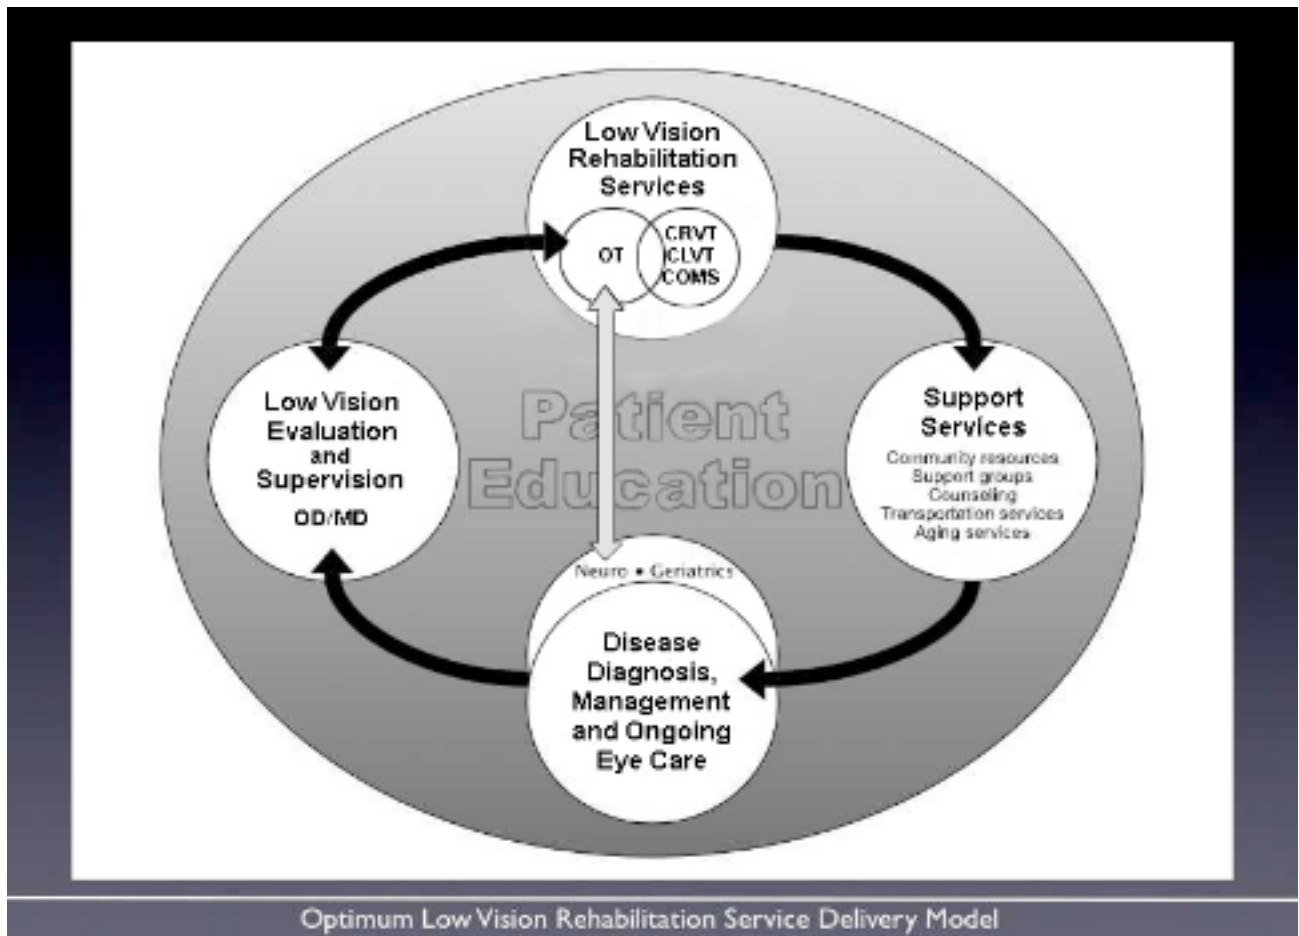 Low Vision
Rehabilitation
Services
OT
CRVT
CLVT
COMS
Low Vision
Evaluation
and
Supervision
OD/MD
Patient
Education
Support
Services
Community resources
Support groups
Counseling
Transportation services
Aging services
Neuro • Geriatrics
Disease
Diagnosis,
Management
and Ongoing
Eye Care
Optimum Low Vision Rehabilitation Service Delivery Model